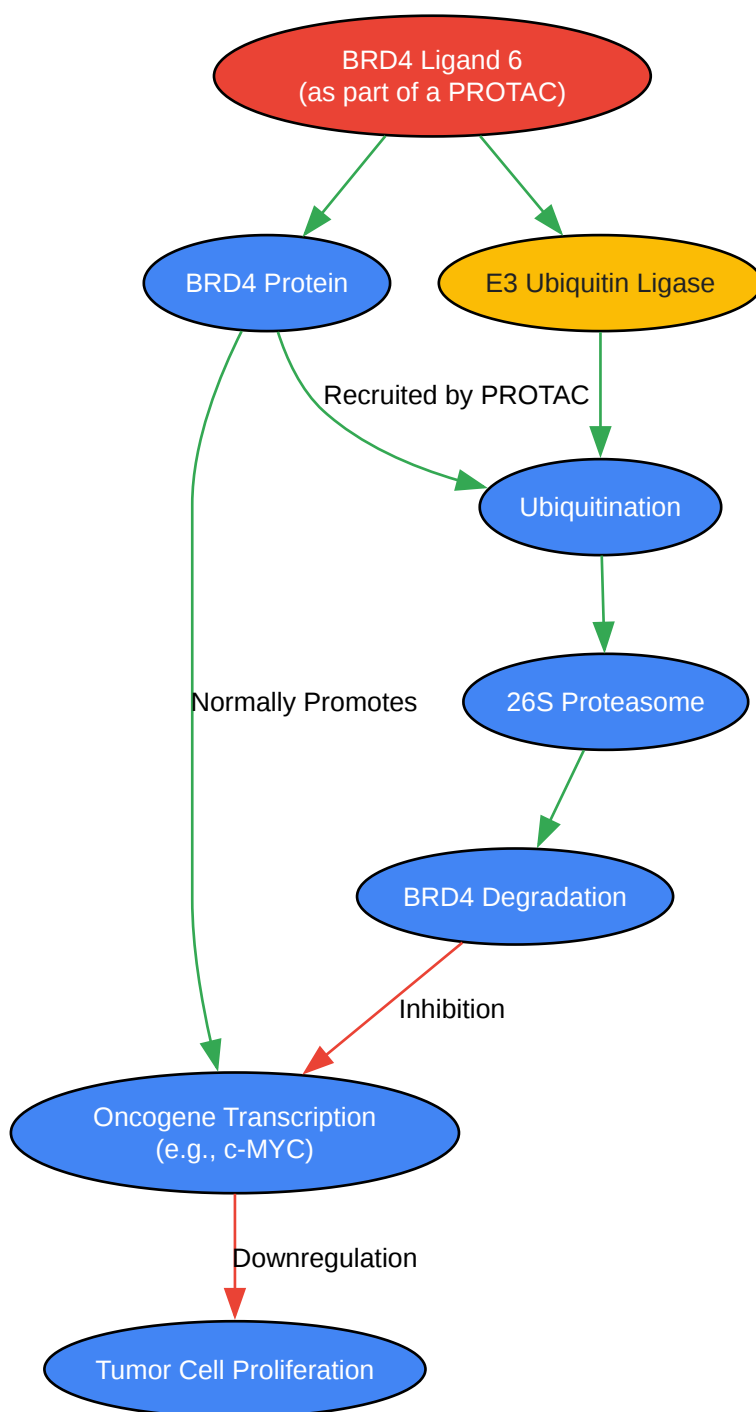 BRD4 Ligand 6
(as part of a PROTAC)
BRD4 Protein
E3 Ubiquitin Ligase
Recruited by PROTAC
Ubiquitination
Normally Promotes
26S Proteasome
BRD4 Degradation
Inhibition
Oncogene Transcription
(e.g., c-MYC)
Downregulation
Tumor Cell Proliferation